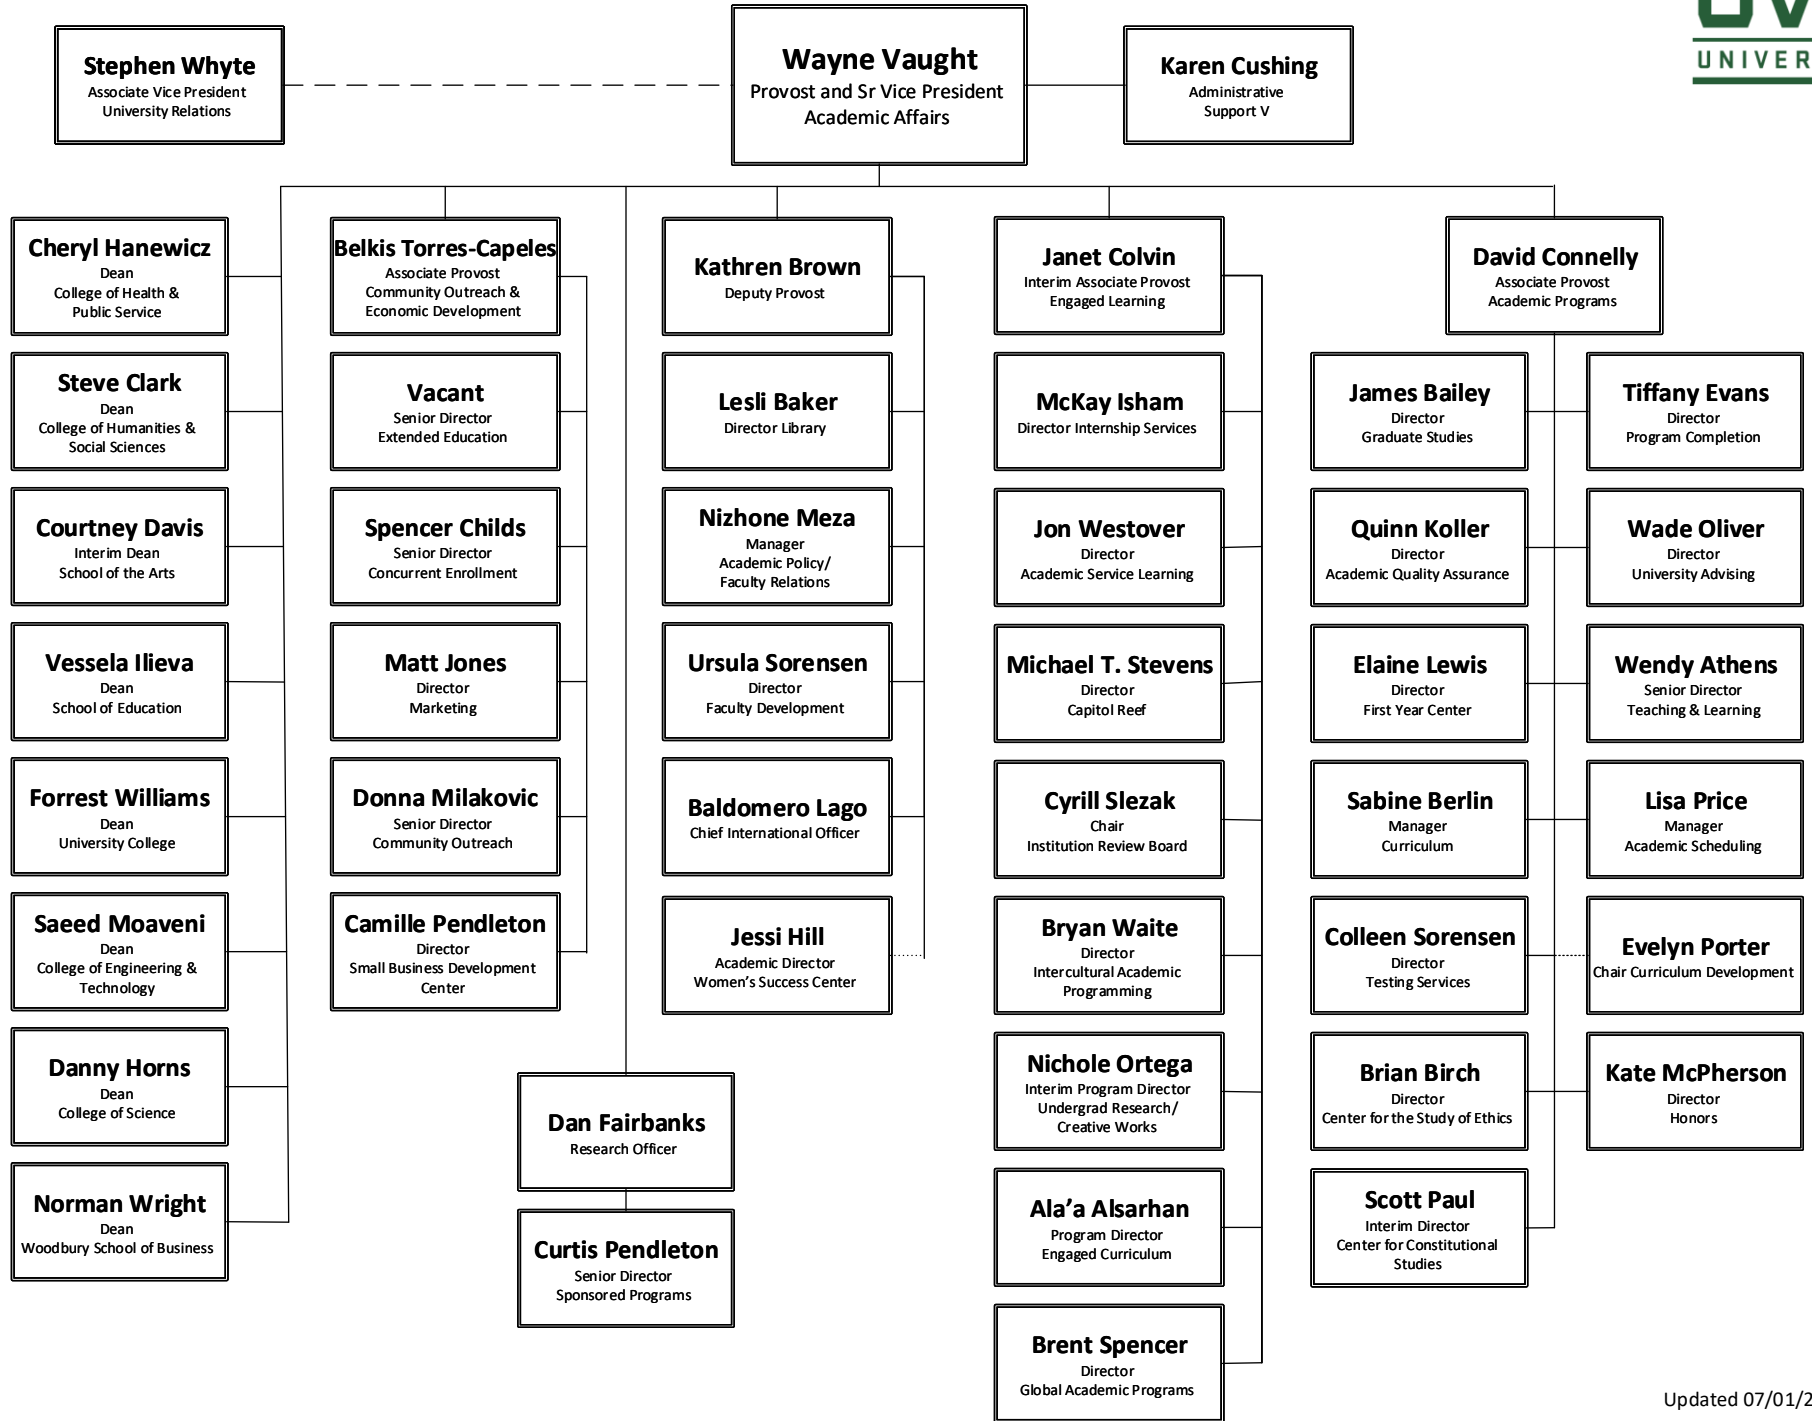 UNIVER
Stephen Whyte
Associate Vice President
University Relations
Wayne Vaught
Provost and Sr Vice President
Academic Affairs
Karen Cushing
Administrative
Support V
Cheryl Hanewicz
Dean
College of Health &
Public Service
Steve Clark
Dean
College of Humanities &
Social Sciences
Courtney Davis
Interim Dean
School of the Arts
Vessela Ilieva
Dean
School of Education
Forrest Williams
Dean
University College
Saeed Moaveni
Dean
College of Engineering &
Technology
Danny Horns
Dean
College of Science
Norman Wright
Dean
Woodbury School of Business
Belkis Torres-Capeles
Associate Provost
Community Outreach &
Economic Development
Vacant
Senior Director
Extended Education
Spencer Childs
Senior Director
Concurrent Enrollment
Matt Jones
Director
Marketing
Donna Milakovic
Senior Director
Community Outreach
Camille Pendleton
Director
Small Business Development
Center
Dan Fairbanks
Research Officer
Curtis Pendleton
Senior Director
Sponsored Programs
Kathren Brown
Deputy Provost
Lesli Baker
Director Library
Nizhone Meza
Manager
Academic Policy/
Faculty Relations
Ursula Sorensen
Director
Faculty Development
Baldomero Lago
Chief International Officer
Jessi Hill
Academic Director
Women's Success Center
Janet Colvin
Interim Associate Provost
Engaged Learning
McKay Isham
Director Internship Services
Jon Westover
Director
Academic Service Learning
Michael T. Stevens
Director
Capitol Reef
Cyrill Slezak
Chair
Institution Review Board
Bryan Waite
Director
Intercultural Academic
Programming
Nichole Ortega
Interim Program Director
Undergrad Research/
Creative Works
Ala’a Alsarhan
Program Director
Engaged Curriculum
Brent Spencer
Director
Global Academic Programs
David Connelly
Associate Provost
Academic Programs
James Bailey
Director
Graduate Studies
Quinn Koller
Director
Academic Quality Assurance
Elaine Lewis
Director
First Year Center
Sabine Berlin
Manager
Curriculum
Colleen Sorensen
Director
Testing Services
Brian Birch
Director
Center for the Study of Ethics
Scott Paul
Interim Director
Center for Constitutional
Studies
Tiffany Evans
Director
Program Completion
Wade Oliver
Director
University Advising
Wendy Athens
Senior Director
Teaching & Learning
Lisa Price
Manager
Academic Scheduling
Evelyn Porter
Chair Curriculum Development
Kate McPherson
Director
Honors
Updated 07/01/2